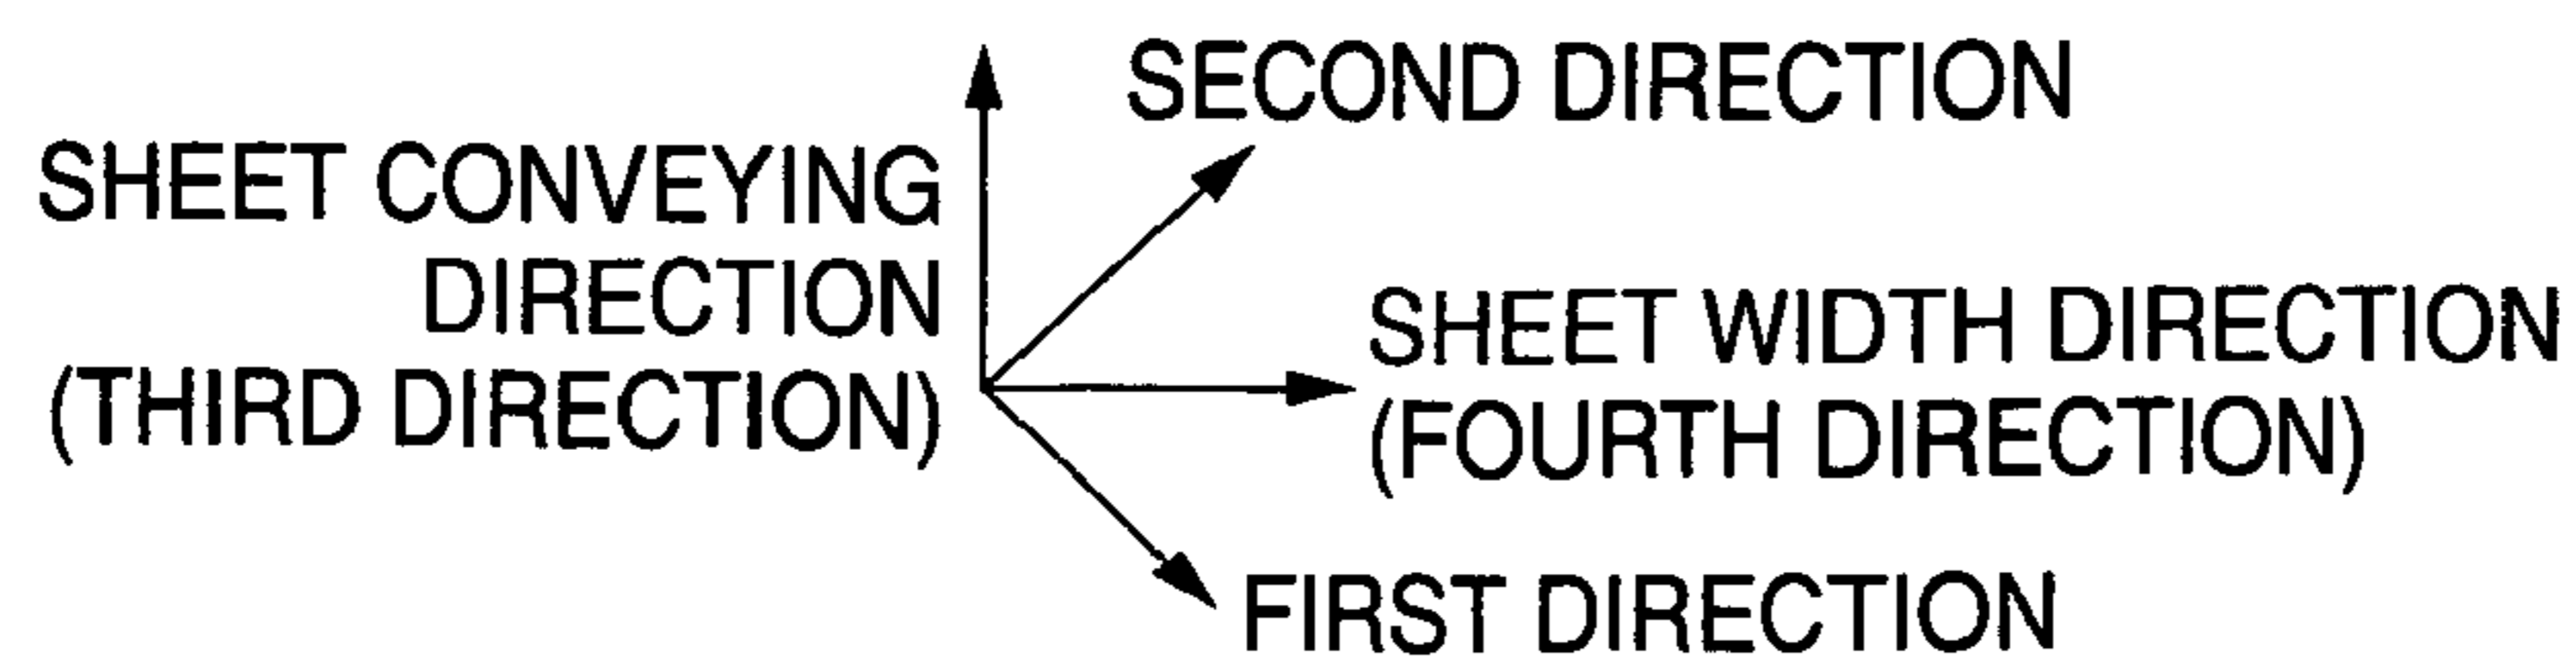 SECOND DIRECTION
SHEET CONVEYING
DIRECTION
(THIRD DIRECTION)
SHEET WIDTH DIRECTION
(FOURTH DIRECTION)
FIRST DIRECTION